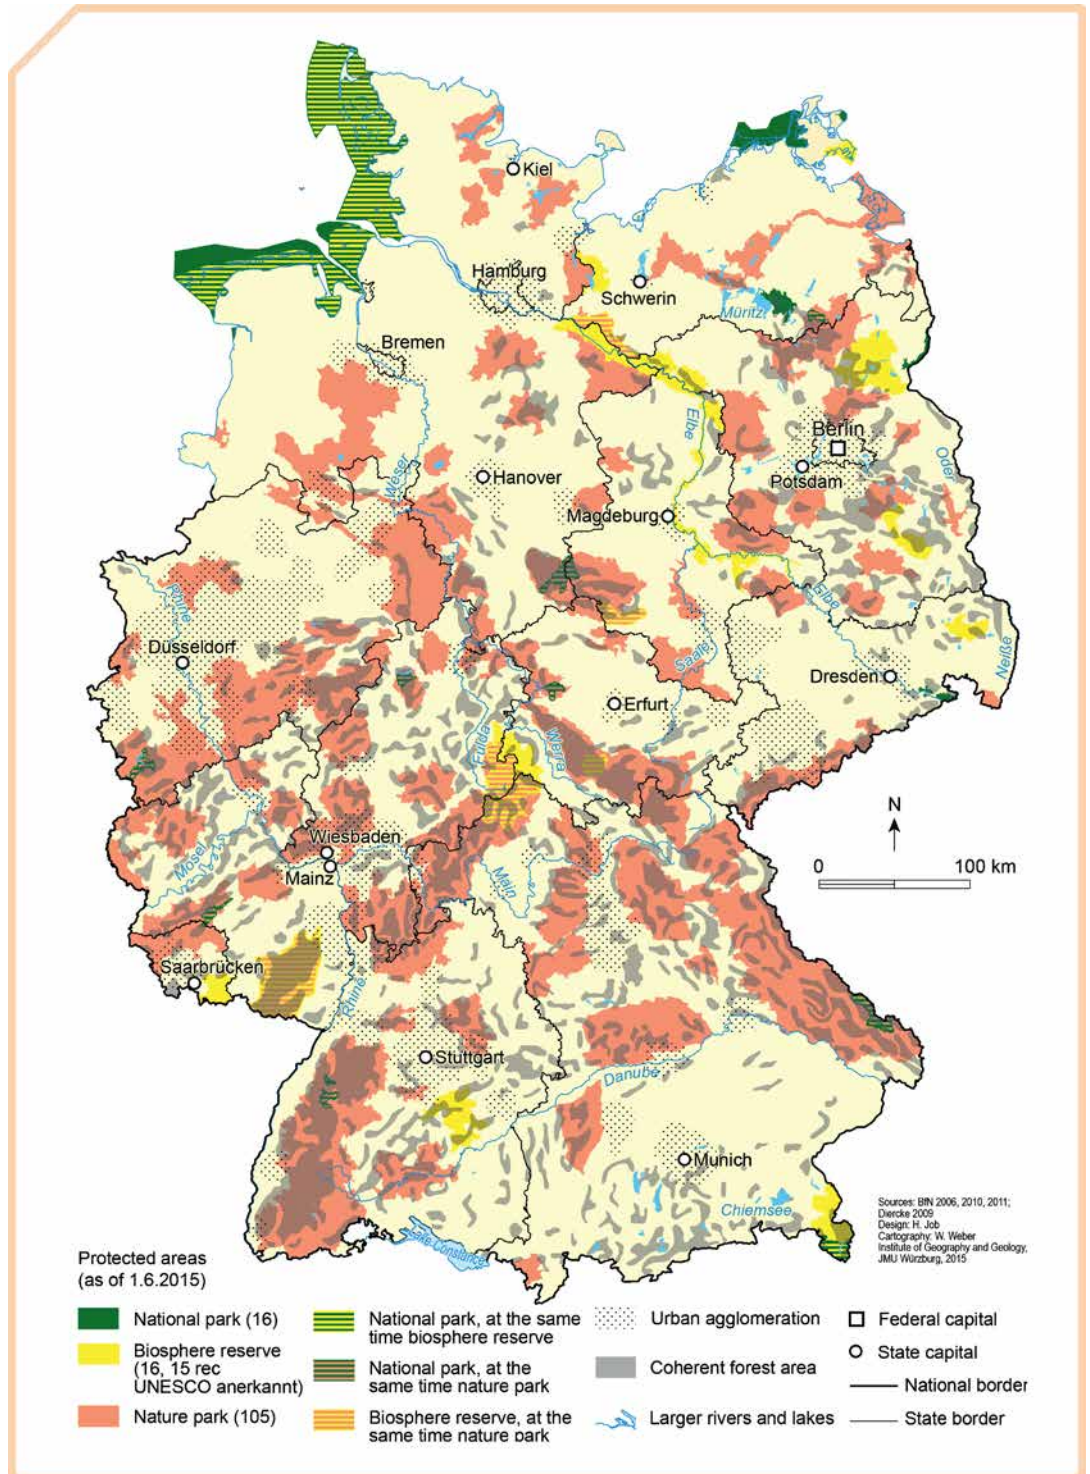 Kiel
Hamburg
Schwerin
Müritz
Bremen
Elbe
Berlin
Oder
Potsdam
Weser
Hanover
Magdeburg
Elbe
Rhine
Düsseldorf
Saale
Neiße
Dresden
Erfurt
Fulda
Werra
N
Wiesbaden
0 100 km
Mosel
Mainz
Main
Saarbrücken
Rhine
Stuttgart
Danube
Munich
Chiemsee
Lake Constance
Sources: BfN 2006, 2010, 2011;
Diercke 2009
Design: H. Job
Cartography: W. Weber
Institute of Geography and Geology,
JMU Würzburg, 2015
Protected areas
(as of 1.6.2015)
National park (16)
Biosphere reserve
(16, 15 rec
UNESCO anerkannt)
Nature park (105)
National park, at the same
time biosphere reserve
National park, at the
same time nature park
Biosphere reserve, at the
same time nature park
Urban agglomeration
Coherent forest area
Larger rivers and lakes
Federal capital
State capital
National border
State border